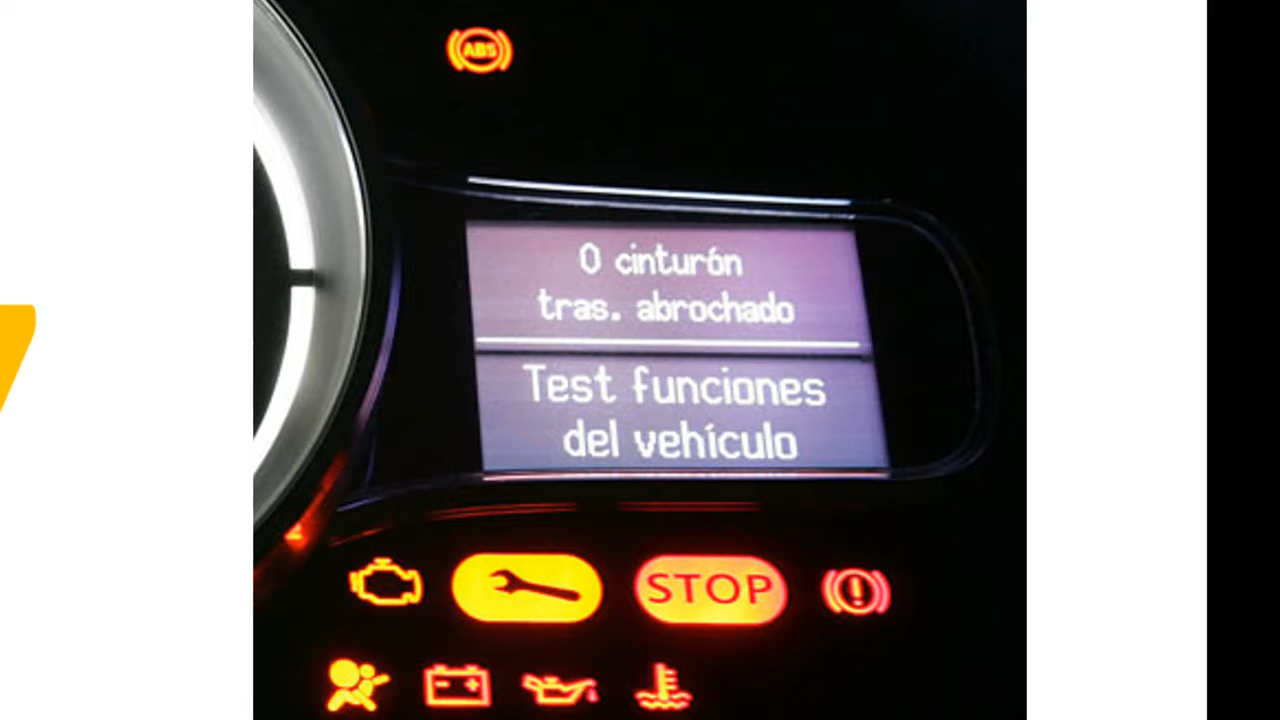 ABS
0 cinturón
tras. abrochado
Test funciones
del vehículo
STOP